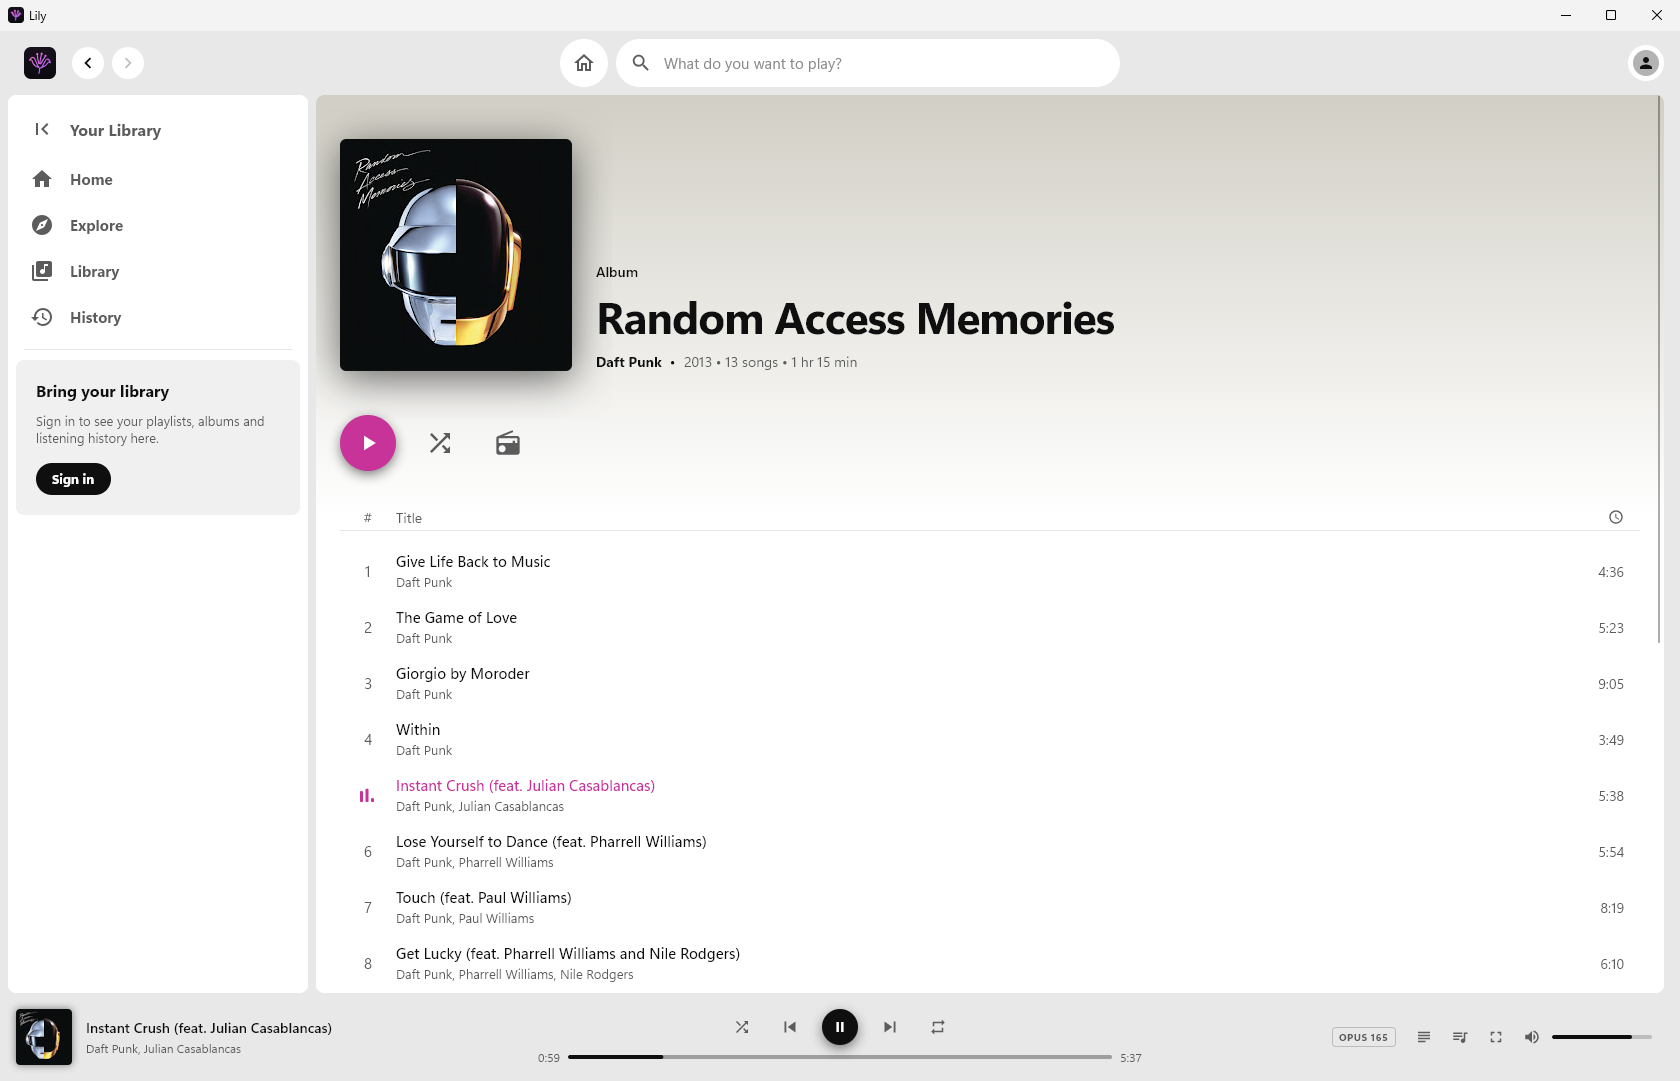 Lily
What do you want to play?
Your Library
Home
Explore
Library
History
Bring your library
Sign in to see your playlists, albums and
listening history here.
Sign in
Random
Access
Memories
Album
Random Access Memories
Daft Punk • 2013 • 13 songs • 1 hr 15 min
# Title
1 Give Life Back to Music 4:36
Daft Punk
2 The Game of Love 5:23
Daft Punk
3 Giorgio by Moroder 9:05
Daft Punk
4 Within 3:49
Daft Punk
Instant Crush (feat. Julian Casablancas) 5:38
Daft Punk, Julian Casablancas
6 Lose Yourself to Dance (feat. Pharrell Williams) 5:54
Daft Punk, Pharrell Williams
7 Touch (feat. Paul Williams) 8:19
Daft Punk, Paul Williams
8 Get Lucky (feat. Pharrell Williams and Nile Rodgers) 6:10
Daft Punk, Pharrell Williams, Nile Rodgers
Instant Crush (feat. Julian Casablancas)
Daft Punk, Julian Casablancas
0:59 5:37
OPUS 165